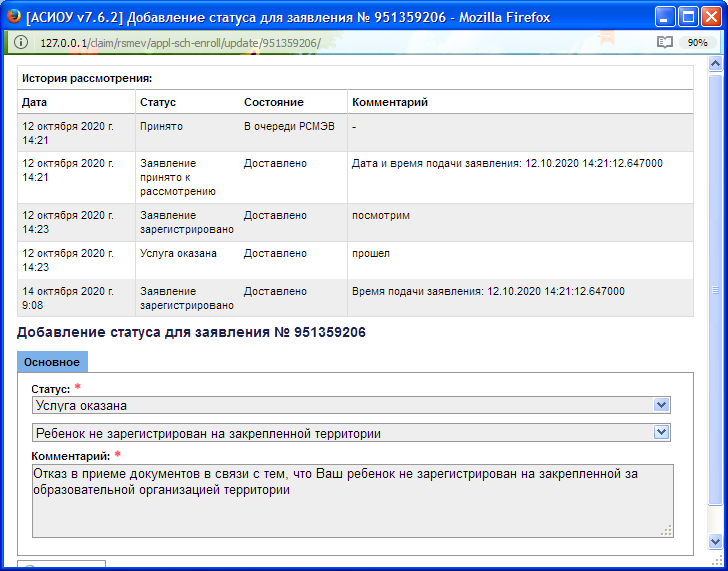 [АСИОУ v7.6.2] Добавление статуса для заявления № 951359206 - Mozilla Firefox
127.0.0.1/claim/rsmev/appl-sch-enroll/update/951359206/ 90%
История рассмотрения:
Дата Статус Состояние Комментарий
12 октября 2020 г. Принято В очереди РСМЭВ -
14:21
12 октября 2020 г. Заявление Доставлено Дата и время подачи заявления: 12.10.2020 14:21:12.647000
14:21 принято к
рассмотрению
12 октября 2020 г. Заявление Доставлено посмотрим
14:23 зарегистрировано
12 октября 2020 г. Услуга оказана Доставлено прошел
14:23
14 октября 2020 г. Заявление Доставлено Время подачи заявления: 12.10.2020 14:21:12.647000
9:08 зарегистрировано
Добавление статуса для заявления № 951359206
Основное
Статус: *
Услуга оказана
Ребенок не зарегистрирован на закрепленной территории
Комментарий: *
Отказ в приеме документов в связи с тем, что Ваш ребенок не зарегистрирован на закрепленной за
образовательной организацией территории